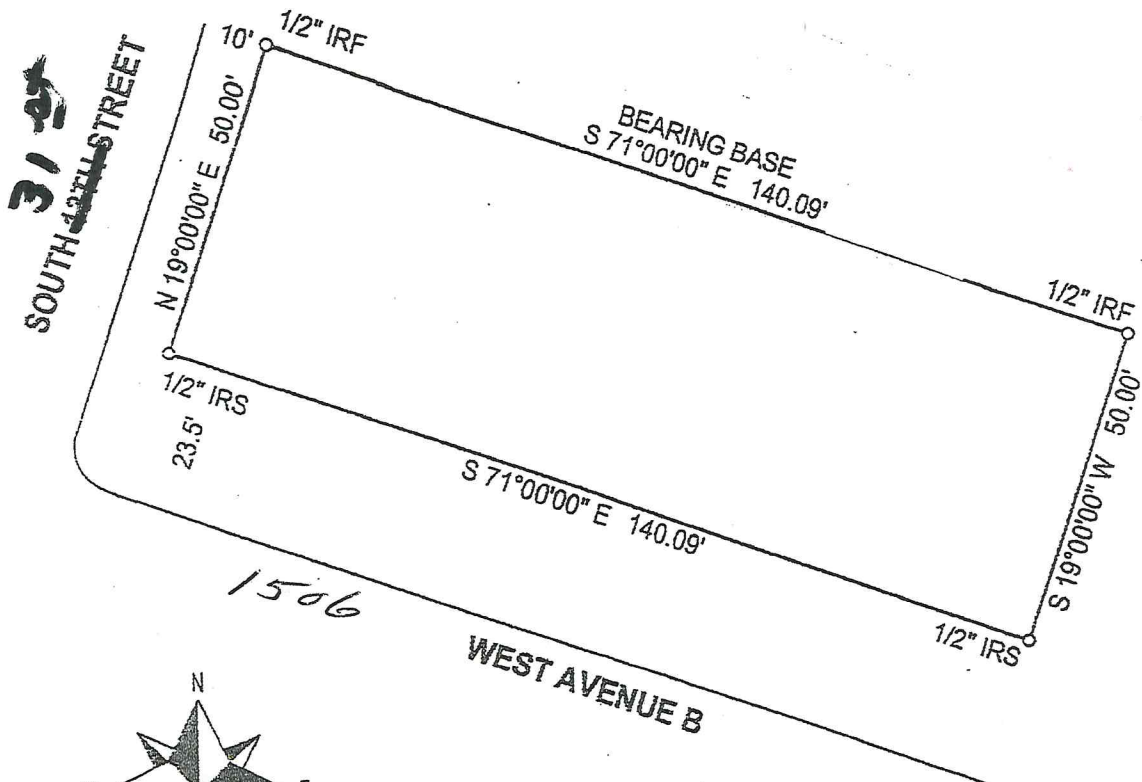 10' 1/2" IRF
31
SOUTH STREET
N 19°00'00" E 50.00'
BEARING BASE
S 71°00'00" E 140.09'
1/2" IRF
1/2" IRS
23.5'
S 71°00'00" E 140.09'
S 19°00'00" W 50.00'
1/2" IRS
1506
WEST AVENUE B
N